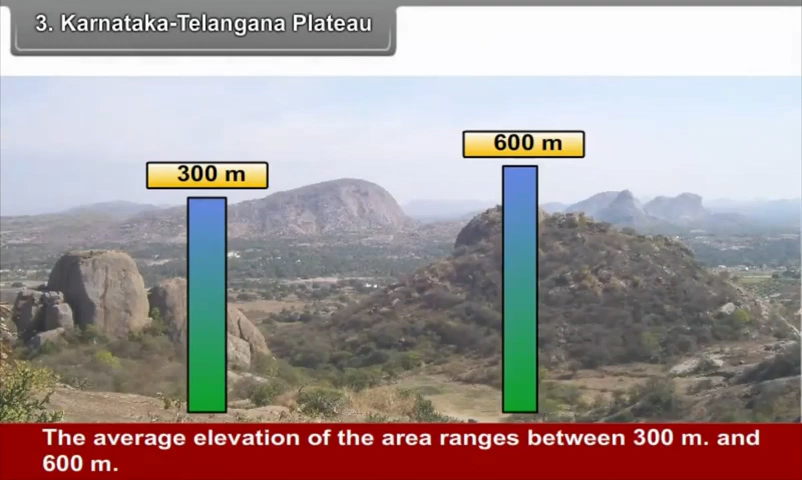 3. Karnataka-Telangana Plateau
600 m
300 m
The average elevation of the area ranges between 300 m. and
600 m.